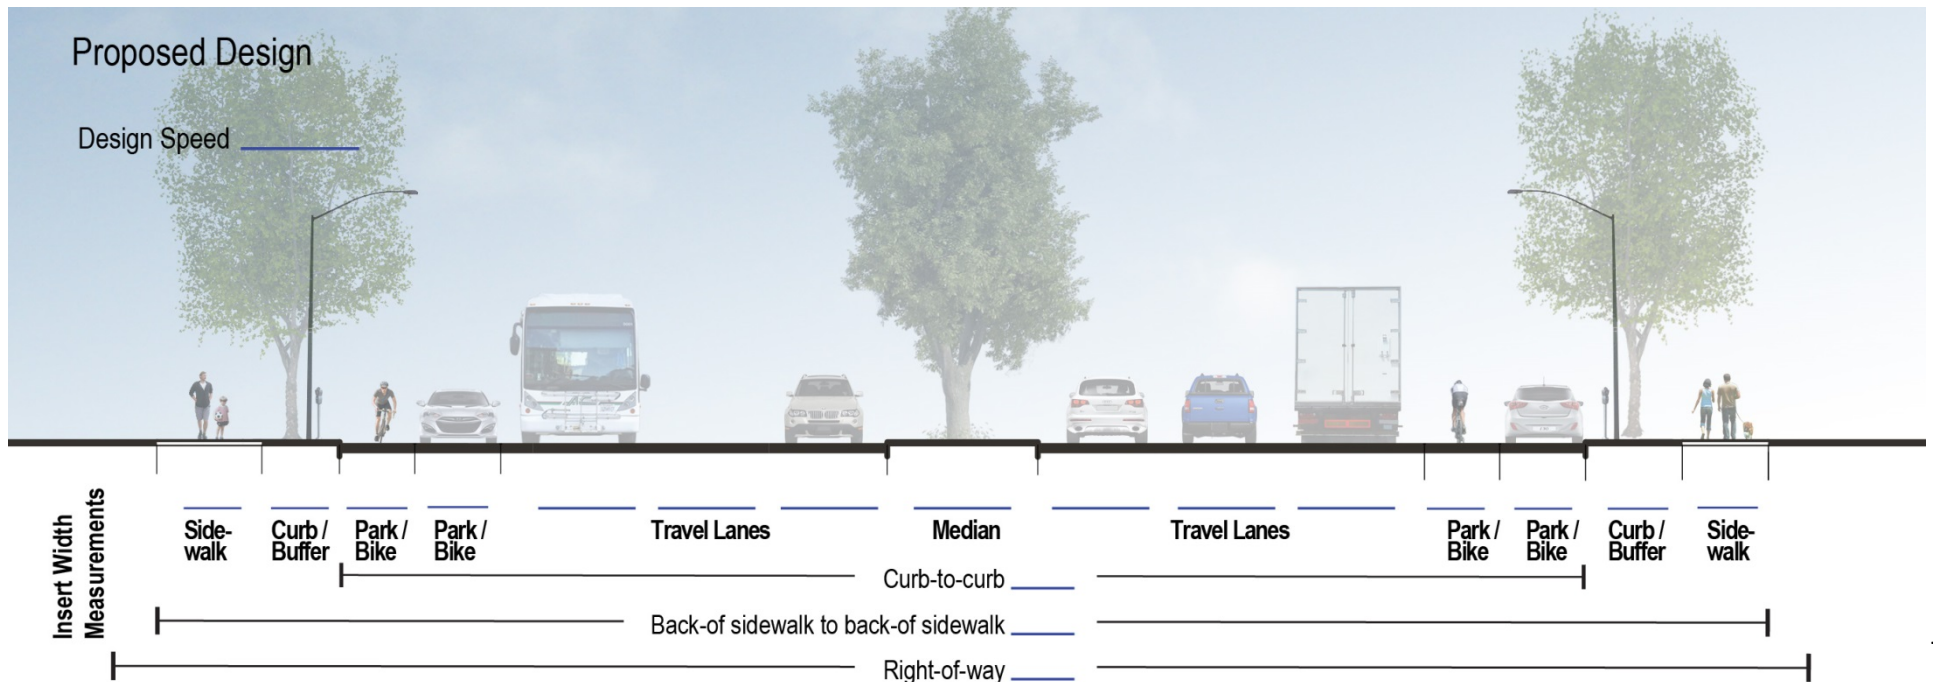 Proposed Design
Design Speed
Insert Width
Measurements
Side-
walk
Curb /
Buffer
Park /
Bike
Park /
Bike
Travel Lanes
Median
Travel Lanes
Park /
Bike
Park /
Bike
Curb /
Buffer
Side-
walk
Curb-to-curb
Back-of sidewalk to back-of sidewalk
Right-of-way